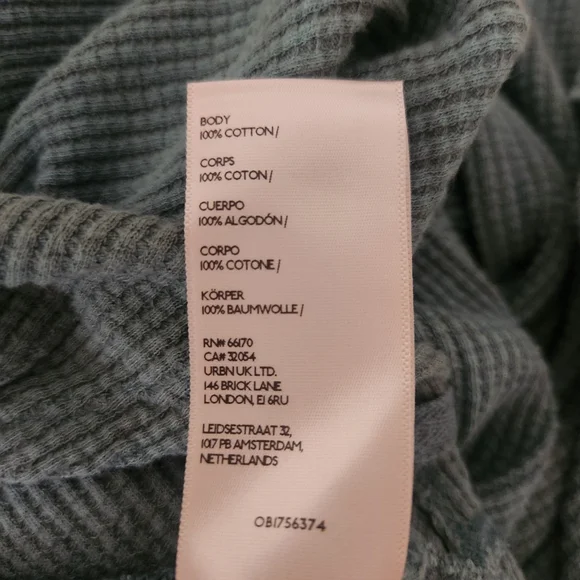 BODY
100% COTTON /
CORPS
100% COTON /
CUERPO
100% ALGODÓN /
CORPO
100% COTONE /
KÖRPER
100% BAUMWOLLE /
RN# 66170
CA# 32054
URBN UK LTD.
146 BRICK LANE
LONDON, E1 6RU
LEIDSESTRAAT 32,
1017 PB AMSTERDAM,
NETHERLANDS
OB1756374